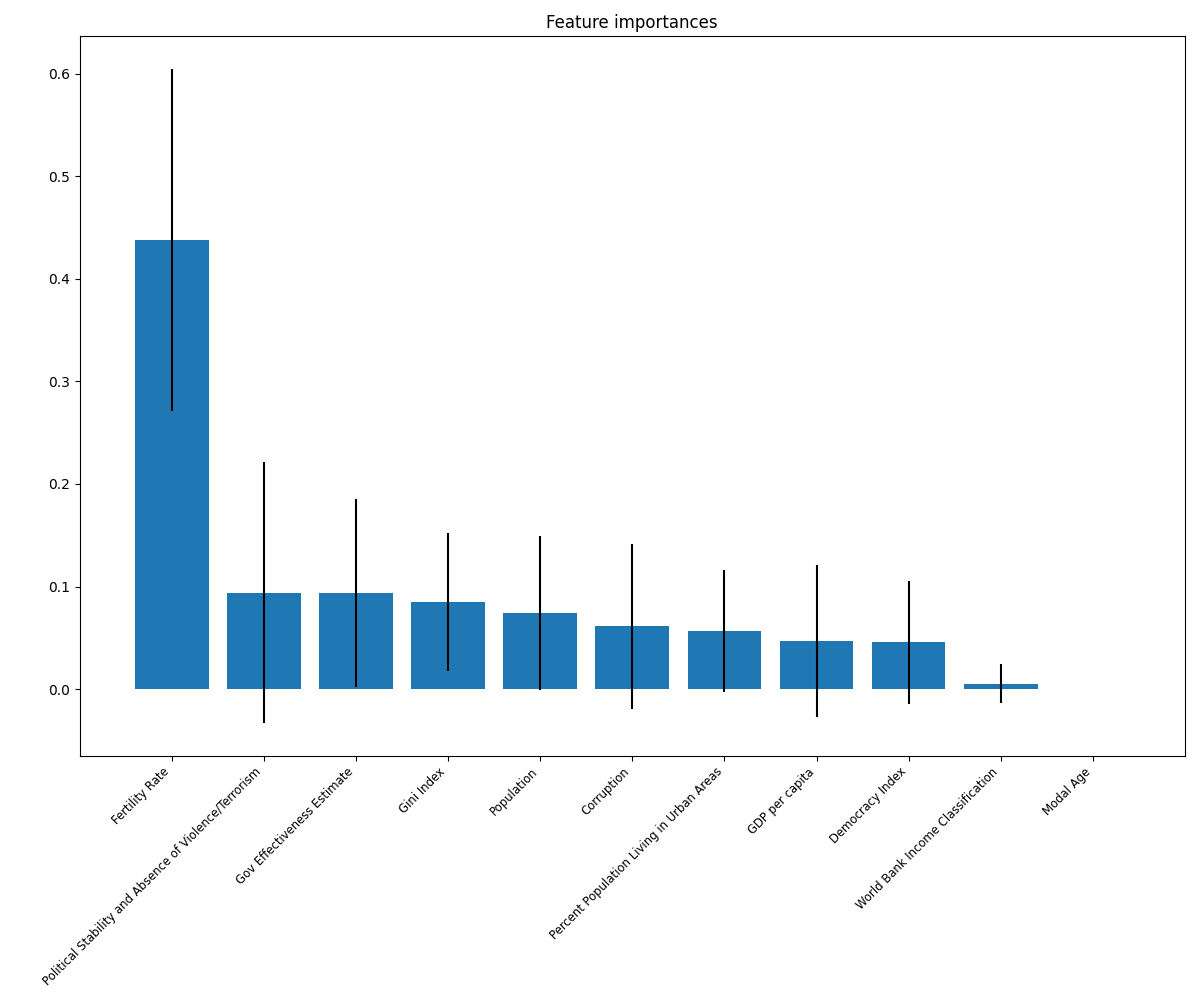 Feature importances
0.6
0.5
0.4
0.3
0.2
0.1
0.0
Fertility Rate
Political Stability and Absence of Violence/Terrorism
Gov Effectiveness Estimate
Gini Index
Population
Corruption
Percent Population Living in Urban Areas
GDP per capita
Democracy Index
World Bank Income Classification
Modal Age